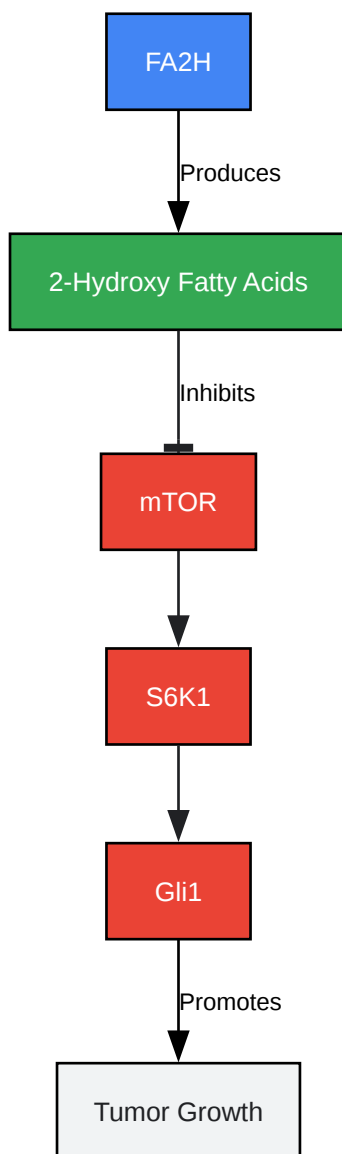 FA2H
Produces
2-Hydroxy Fatty Acids
Inhibits
mTOR
S6K1
Gli1
Promotes
Tumor Growth